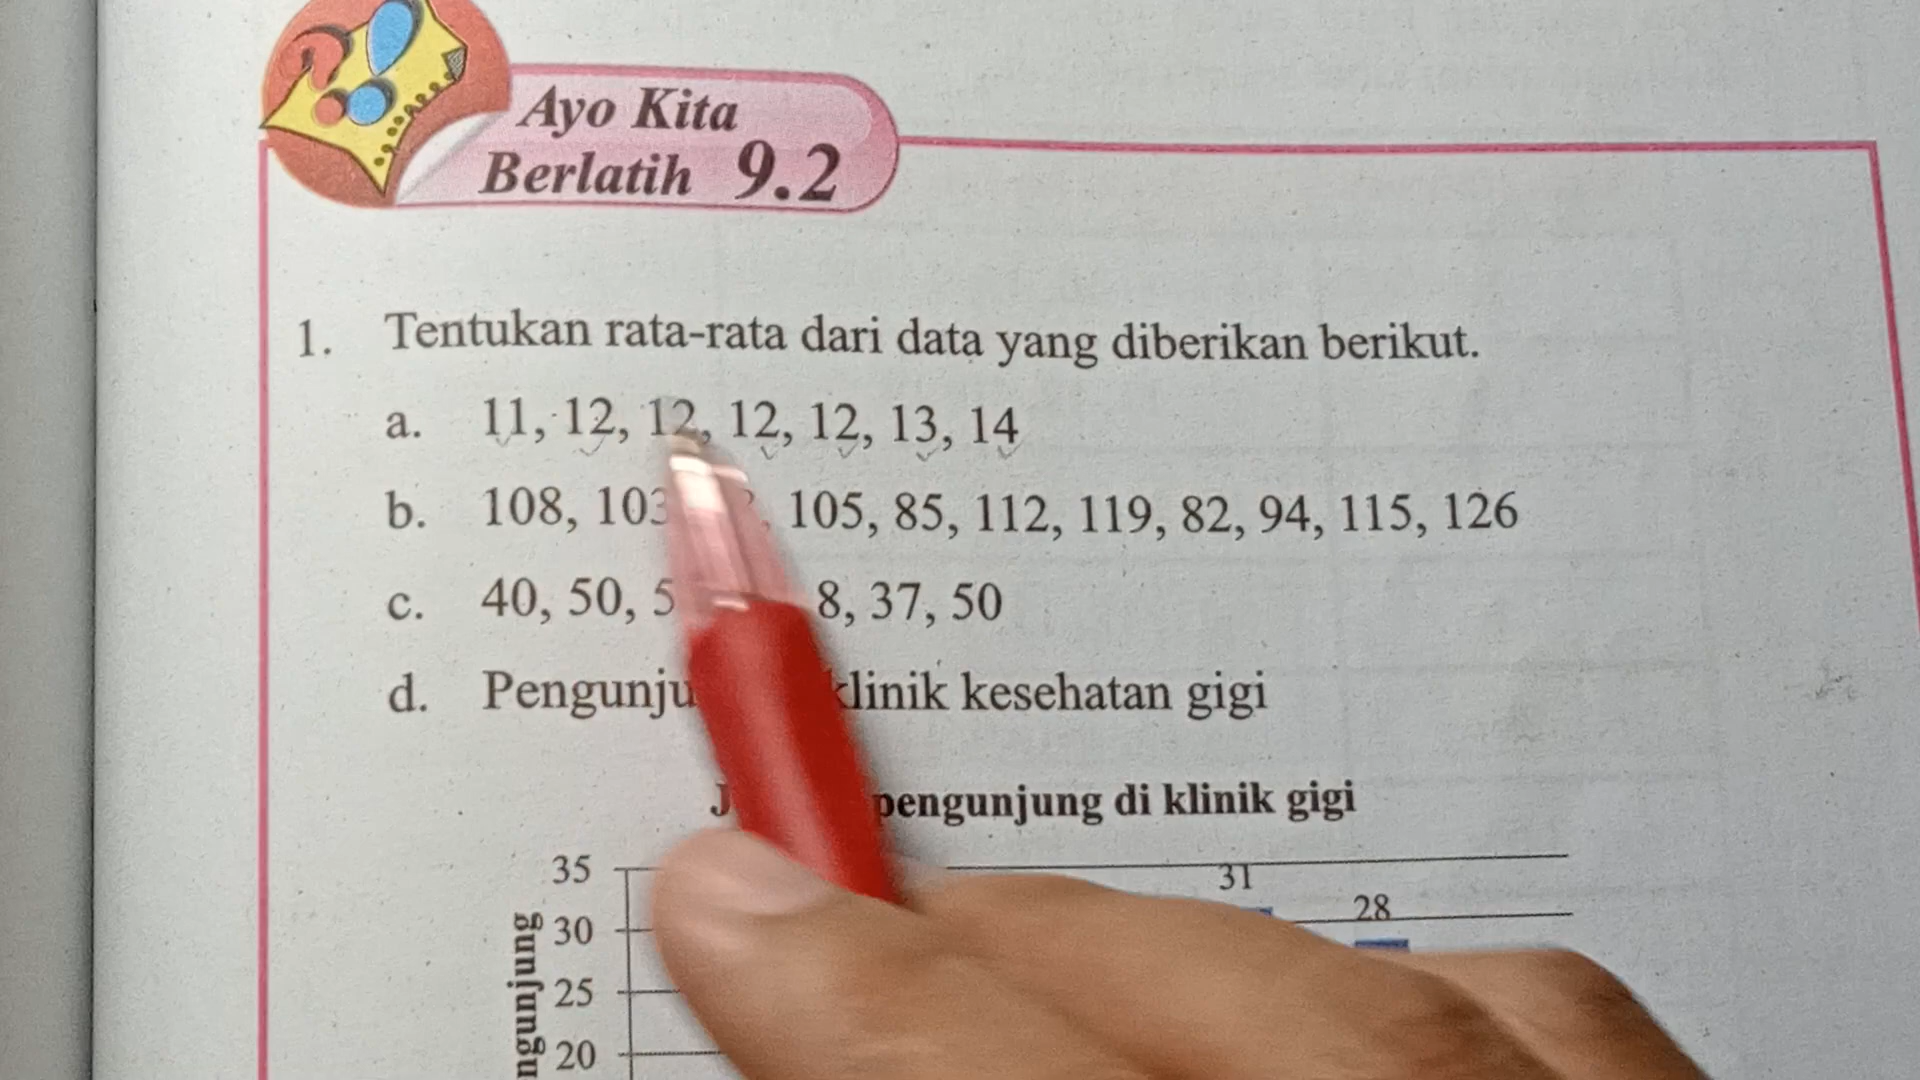 Ayo Kita
Berlatih 9.2
1. Tentukan rata-rata dari data yang diberikan berikut.
a. 11, 12, 12, 12, 12, 13, 14
b. 108, 103 105, 85, 112, 119, 82, 94, 115, 126
c. 40, 50, 8, 37, 50
d. klinik kesehatan gigi
pengunjung di klinik gigi
35
31
30
28
25
20